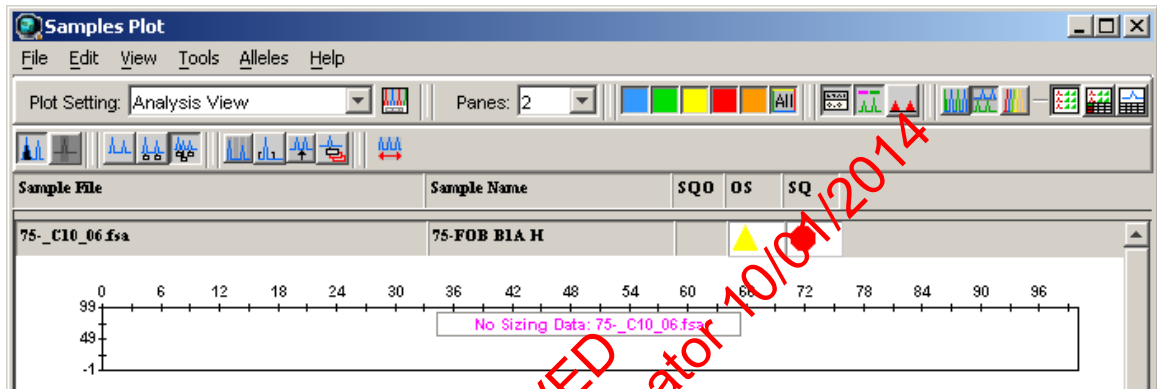 Samples Plot
File Edit View Tools Alleles Help
Plot Setting: Analysis View Panes: 2 All
Sample File Sample Name SQO OS SQ
75-_C10_06.fsa 75-FOB B1A H
0 6 12 18 24 30 36 42 48 54 60 66 72 78 84 90 96
99
No Sizing Data: 75-_C10_06.fsa
49
-1
10/01/2014